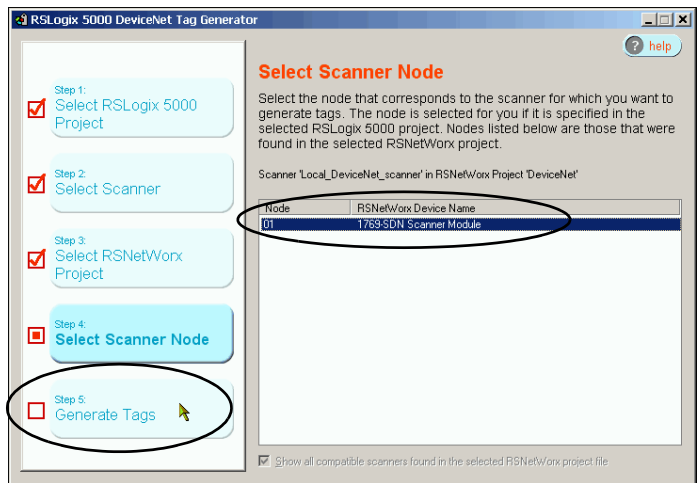 RSLogix 5000 DeviceNet Tag Generator
? help
Step 1:
Select RSLogix 5000
Project
Step 2:
Select Scanner
Step 3:
Select RSNetWorx
Project
Step 4:
Select Scanner Node
Step 5:
Generate Tags
Select Scanner Node
Select the node that corresponds to the scanner for which you want to
generate tags. The node is selected for you if it is specified in the
selected RSLogix 5000 project. Nodes listed below are those that were
found in the selected RSNetWorx project.
Scanner 'Local_DeviceNet_scanner' in RSNetWorx Project 'DeviceNet'
Node RSNetWorx Device Name
01 1769-SDN Scanner Module
Show all compatible scanners found in the selected RSNetWorx project file